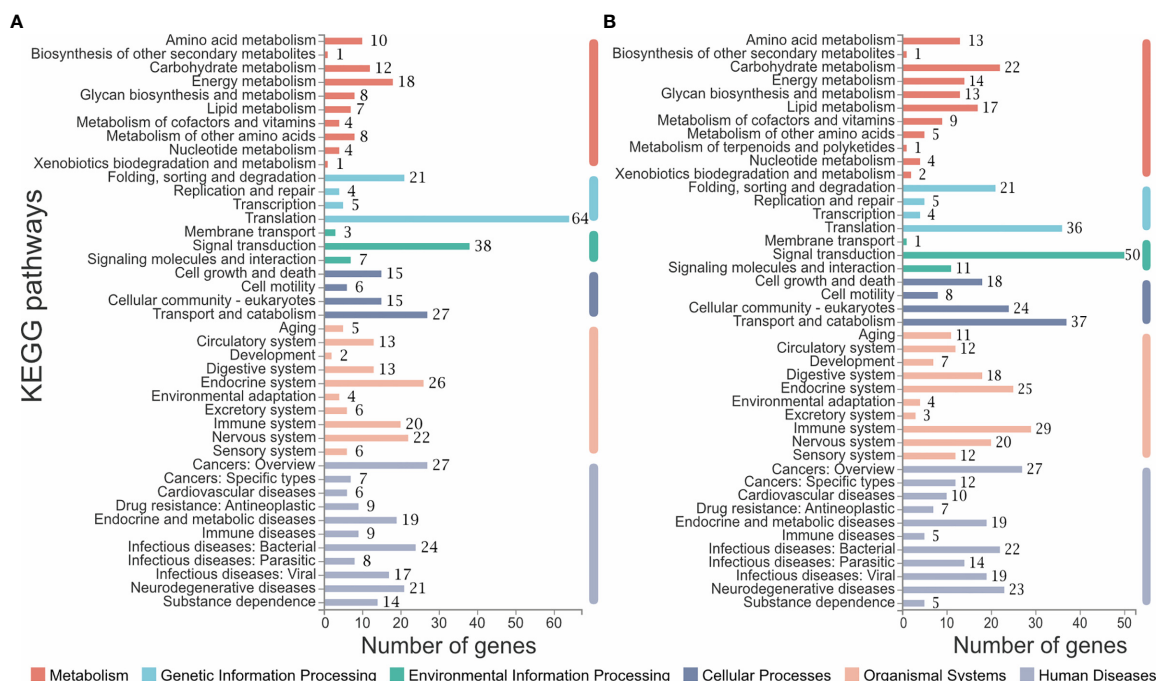 A
KEGG pathways
Amino acid metabolism 10
Biosynthesis of other secondary metabolites 1
Carbohydrate metabolism 12
Energy metabolism 18
Glycan biosynthesis and metabolism 8
Lipid metabolism 7
Metabolism of cofactors and vitamins 4
Metabolism of other amino acids 8
Nucleotide metabolism 4
Xenobiotics biodegradation and metabolism 1
Folding, sorting and degradation 21
Replication and repair 4
Transcription 5
Translation 64
Membrane transport 3
Signal transduction 38
Signaling molecules and interaction 7
Cell growth and death 15
Cell motility 6
Cellular community - eukaryotes 15
Transport and catabolism 27
Aging 5
Circulatory system 13
Development 2
Digestive system 13
Endocrine system 26
Environmental adaptation 4
Excretory system 6
Immune system 20
Nervous system 22
Sensory system 6
Cancers: Overview 27
Cancers: Specific types 7
Cardiovascular diseases 6
Drug resistance: Antineoplastic 9
Endocrine and metabolic diseases 19
Immune diseases 9
Infectious diseases: Bacterial 24
Infectious diseases: Parasitic 8
Infectious diseases: Viral 17
Neurodegenerative diseases 21
Substance dependence 14
0 10 20 30 40 50 60
Number of genes
B
Amino acid metabolism 13
Biosynthesis of other secondary metabolites 1
Carbohydrate metabolism 22
Energy metabolism 14
Glycan biosynthesis and metabolism 13
Lipid metabolism 17
Metabolism of cofactors and vitamins 9
Metabolism of other amino acids 5
Metabolism of terpenoids and polyketides 1
Nucleotide metabolism 4
Xenobiotics biodegradation and metabolism 2
Folding, sorting and degradation 21
Replication and repair 5
Transcription 4
Translation 36
Membrane transport 1
Signal transduction 50
Signaling molecules and interaction 11
Cell growth and death 18
Cell motility 8
Cellular community - eukaryotes 24
Transport and catabolism 37
Aging 11
Circulatory system 12
Development 7
Digestive system 18
Endocrine system 25
Environmental adaptation 4
Excretory system 3
Immune system 29
Nervous system 20
Sensory system 12
Cancers: Overview 27
Cancers: Specific types 12
Cardiovascular diseases 10
Drug resistance: Antineoplastic 7
Endocrine and metabolic diseases 19
Immune diseases 5
Infectious diseases: Bacterial 22
Infectious diseases: Parasitic 14
Infectious diseases: Viral 19
Neurodegenerative diseases 23
Substance dependence 5
0 10 20 30 40 50
Number of genes
Metabolism Genetic Information Processing Environmental Information Processing Cellular Processes Organismal Systems Human Diseases